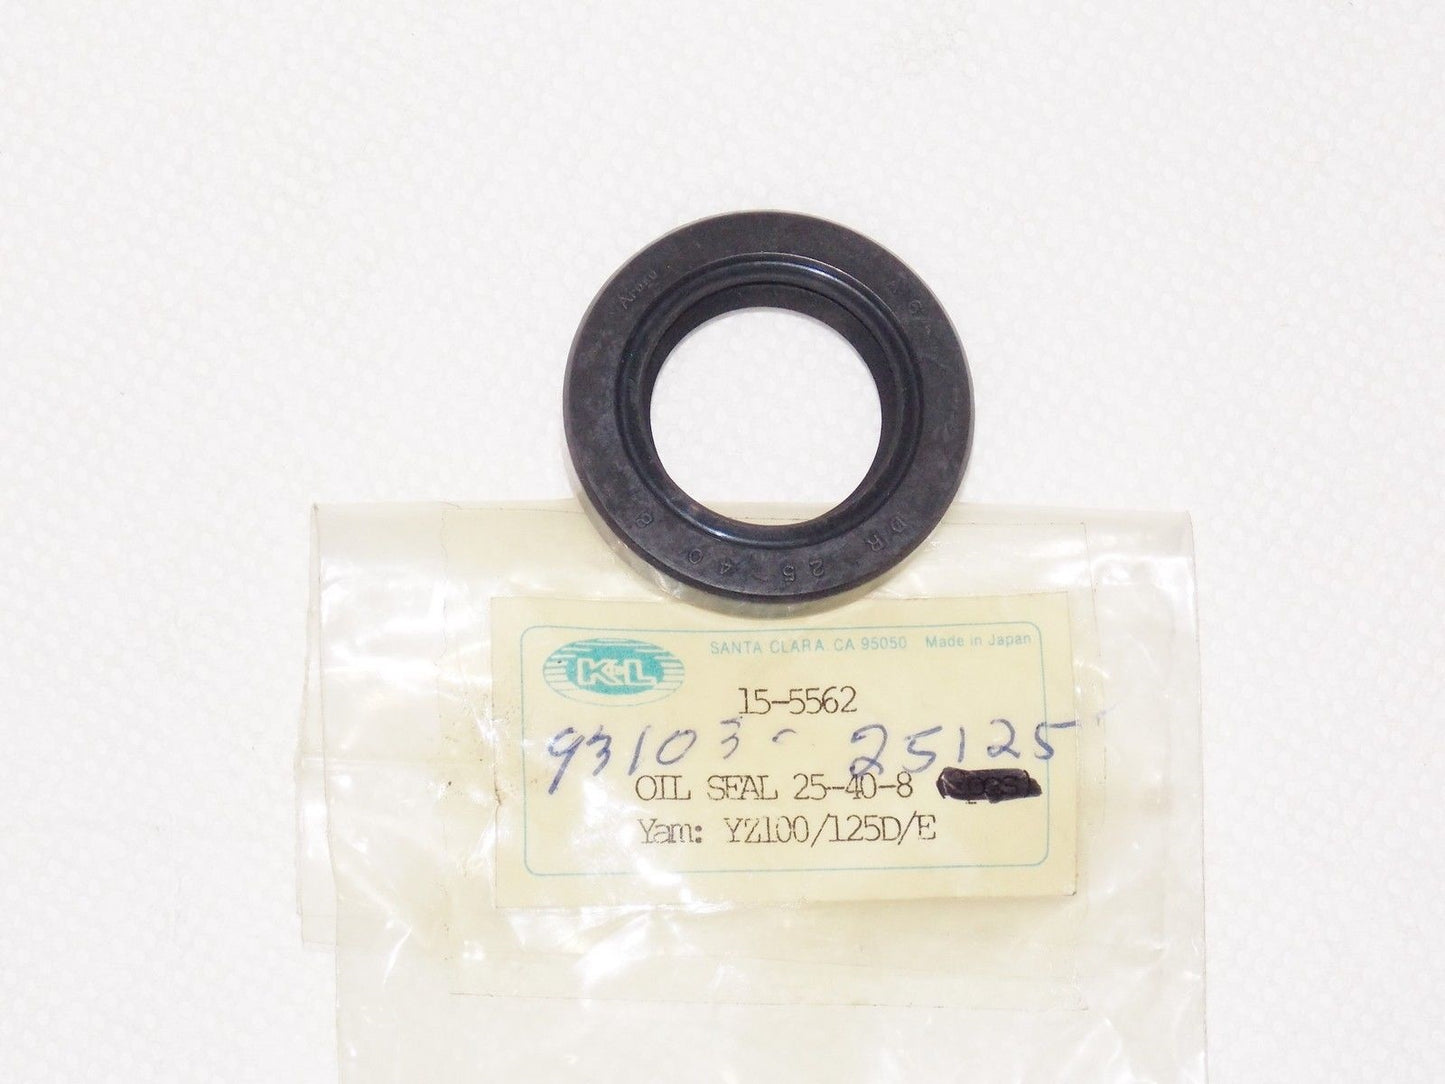 Arosu
DR 25 40 8
K&L
SANTA CLARA. CA 95050 Made in Japan
15-5562
93103- 25125
OIL SEAL 25-40-8
Yam: YZ100/125D/E